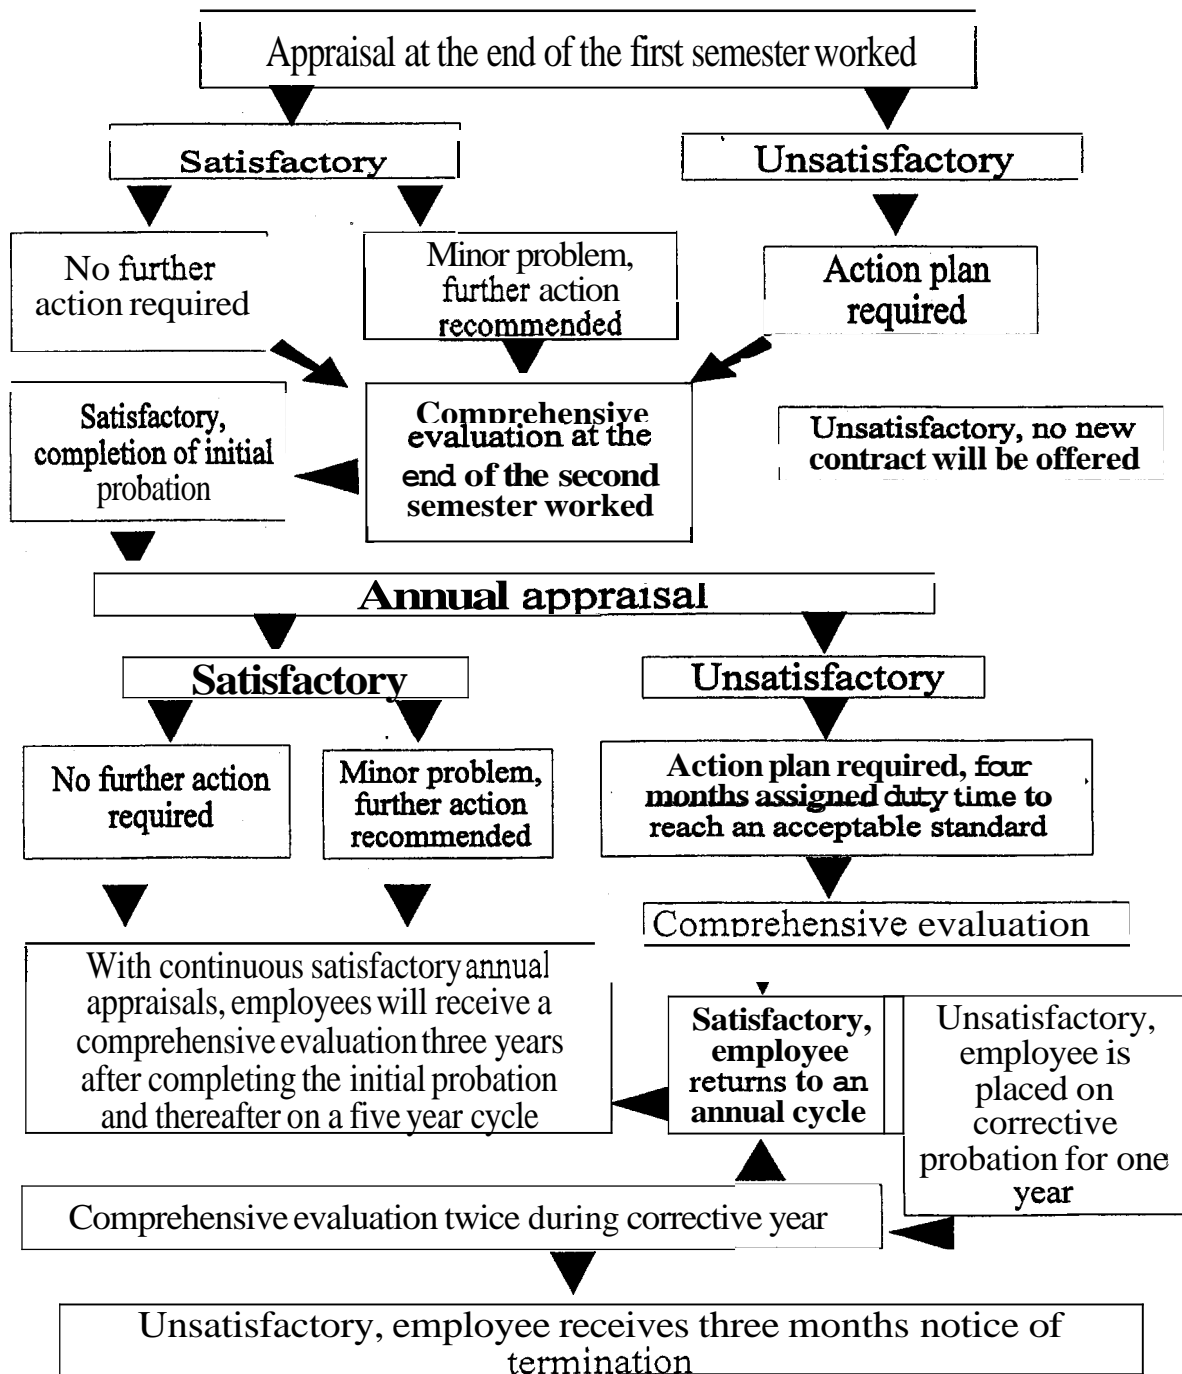 Appraisal at the end of the first semester worked
Satisfactory
Unsatisfactory
No further
action required
Minor problem,
further action
recommended
Action plan
required
Satisfactory,
completion of initial
probation
Comprehensive
evaluation at the
end of the second
semester worked
Unsatisfactory, no new
contract will be offered
Annual appraisal
Satisfactory
Unsatisfactory
No further action
required
Minor problem,
further action
recommended
Action plan required, four
months assigned duty time to
reach an acceptable standard
Comprehensive evaluation
With continuous satisfactory annual
appraisals, employees will receive a
comprehensive evaluation three years
after completing the initial probation
and thereafter on a five year cycle
Satisfactory,
employee
returns to an
annual cycle
Unsatisfactory,
employee is
placed on
corrective
probation for one
year
Comprehensive evaluation twice during corrective year
Unsatisfactory, employee receives three months notice of
termination